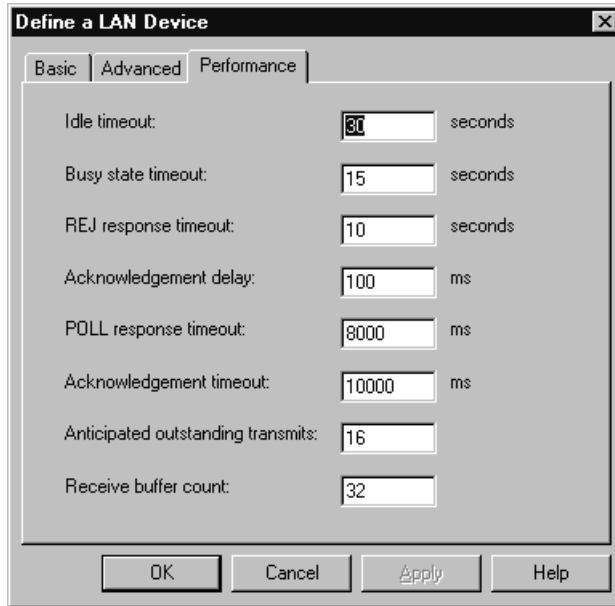 Define a LAN Device
Basic Advanced Performance
Idle timeout: 30 seconds
Busy state timeout: 15 seconds
REJ response timeout: 10 seconds
Acknowledgement delay: 100 ms
POLL response timeout: 8000 ms
Acknowledgement timeout: 10000 ms
Anticipated outstanding transmits: 16
Receive buffer count: 32
OK Cancel Apply Help